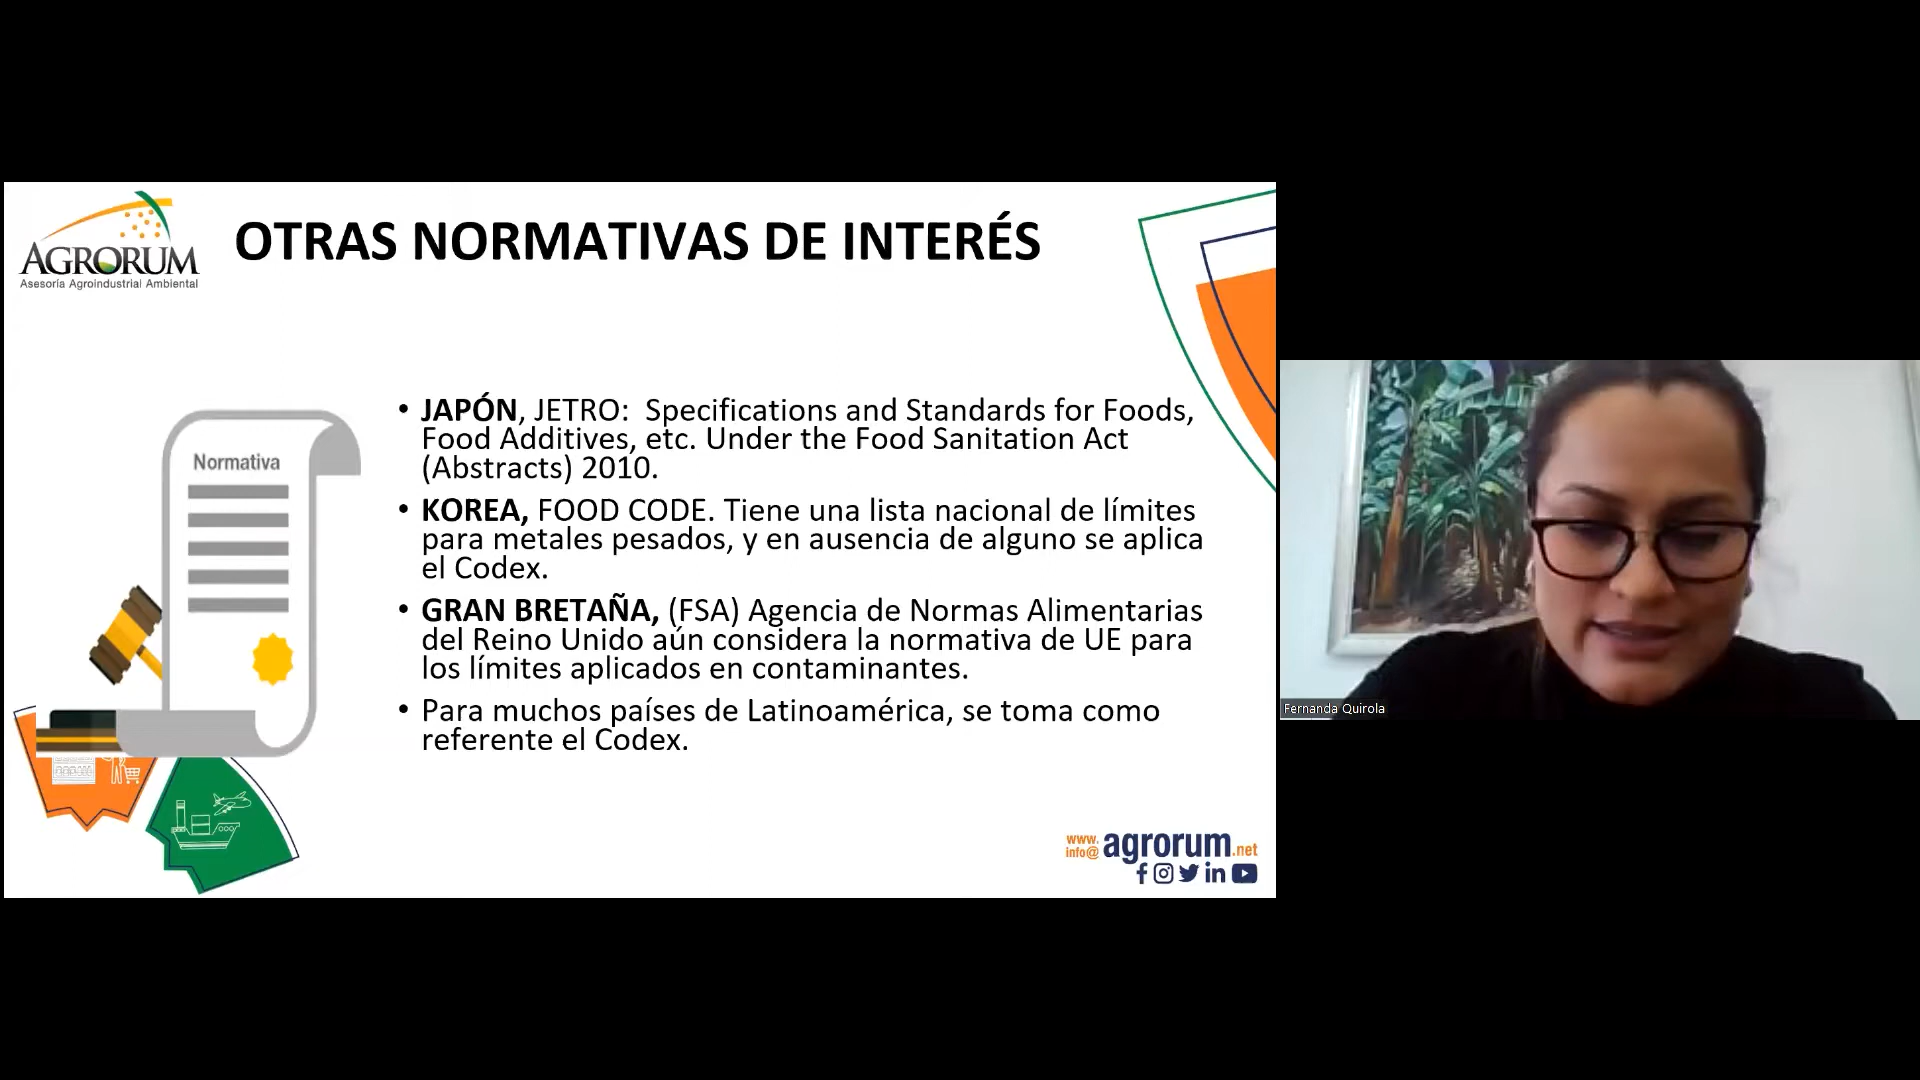 AGRORUM
Asesoría Agroindustrial Ambiental
OTRAS NORMATIVAS DE INTERÉS
Normativa
• JAPÓN, JETRO: Specifications and Standards for Foods,
Food Additives, etc. Under the Food Sanitation Act
(Abstracts) 2010.
• KOREA, FOOD CODE. Tiene una lista nacional de límites
para metales pesados, y en ausencia de alguno se aplica
el Codex.
• GRAN BRETAÑA, (FSA) Agencia de Normas Alimentarias
del Reino Unido aún considera la normativa de UE para
los límites aplicados en contaminantes.
• Para muchos países de Latinoamérica, se toma como
referente el Codex.
www.
info@ agrorum.net
Fernanda Quirola